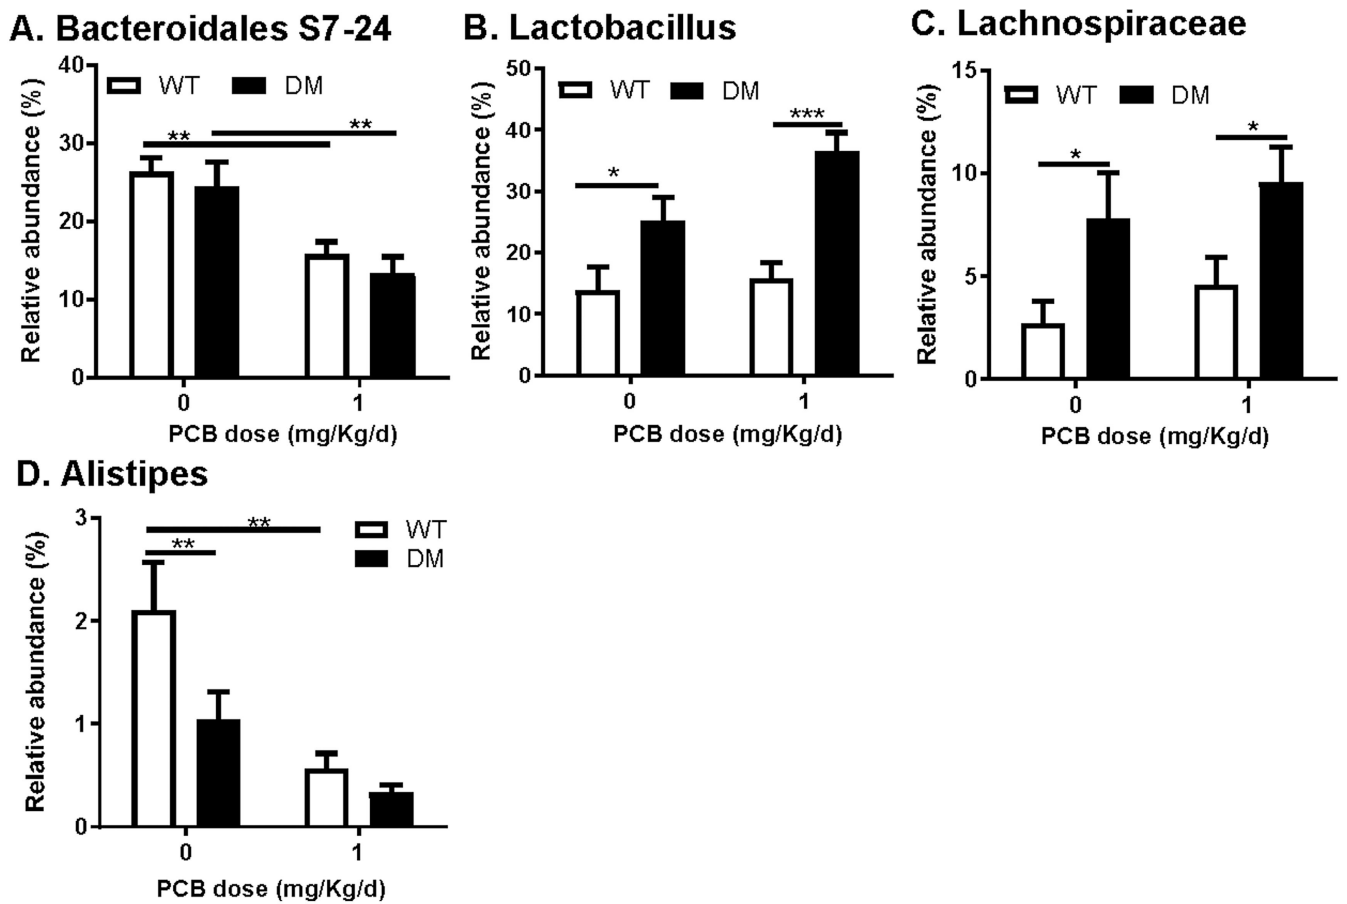 A. Bacteroidales S7-24
Relative abundance (%)
40
30
20
10
0
WT
DM
**
**
0
1
PCB dose (mg/Kg/d)
B. Lactobacillus
Relative abundance (%)
50
40
30
20
10
0
WT
DM
*
***
0
1
PCB dose (mg/Kg/d)
C. Lachnospiraceae
Relative abundance (%)
15
10
5
0
WT
DM
*
*
0
1
PCB dose (mg/Kg/d)
D. Alistipes
Relative abundance (%)
3
2
1
0
**
**
WT
DM
0
1
PCB dose (mg/Kg/d)